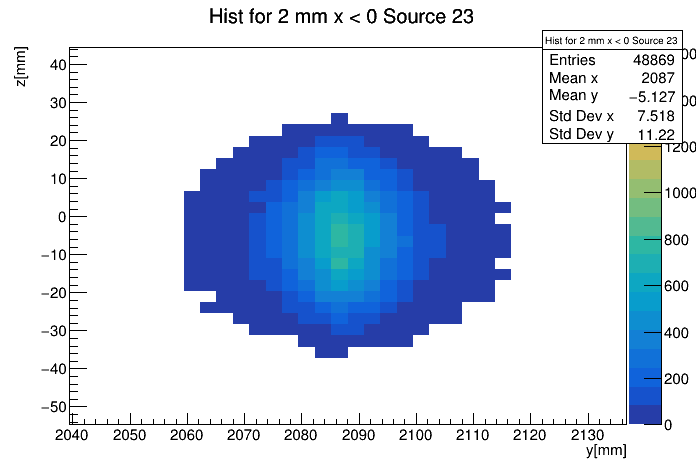 Hist for 2 mm x < 0 Source 23
Hist for 2 mm x < 0 Source 23
Entries 48869
Mean x 2087
Mean y −5.127
Std Dev x 7.518
Std Dev y 11.22
z[mm]
40
30
20
10
0
−10
−20
−30
−40
−50
2040 2050 2060 2070 2080 2090 2100 2110 2120 2130
y[mm]
1200
1000
800
600
400
200
0